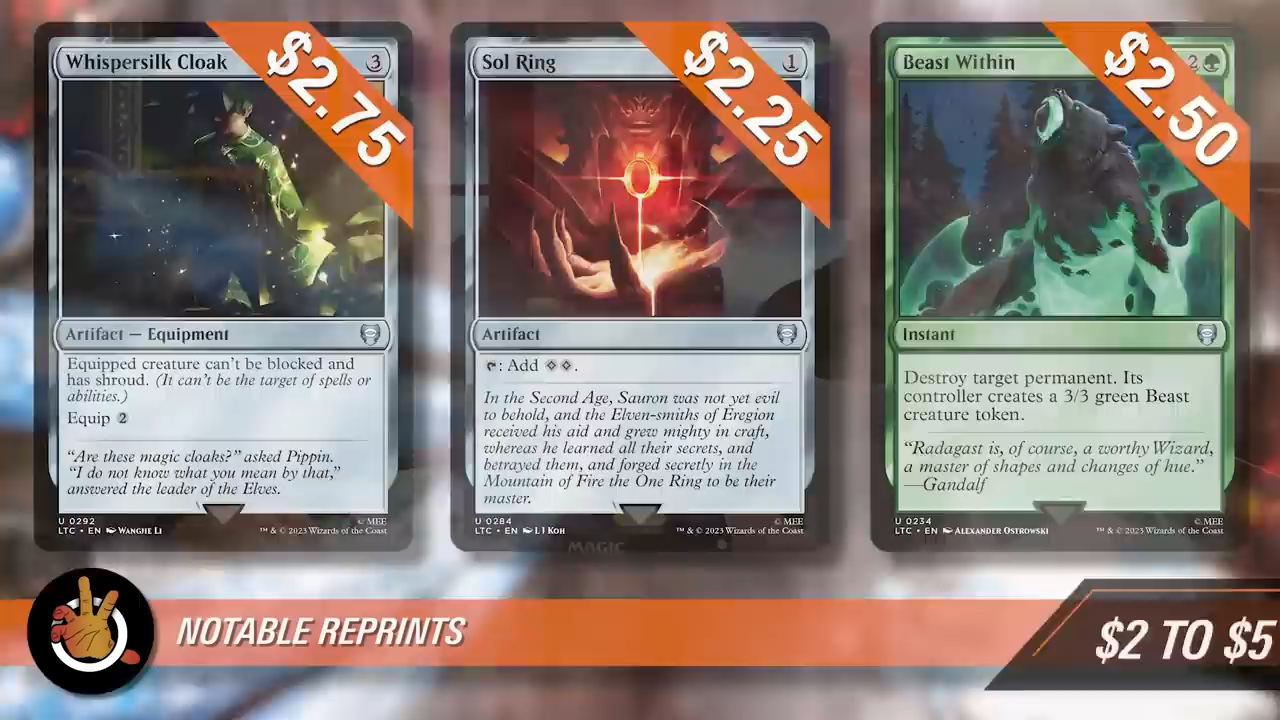 Whispersilk Cloak 3
$2.75
Artifact — Equipment
Equipped creature can't be blocked and
has shroud. (It can't be the target of spells or
abilities.)
Equip 2
"Are these magic cloaks?" asked Pippin.
"I do not know what you mean by that,"
answered the leader of the Elves.
U 0292
LTC • EN WANGJIE LI
© MEE
™ & © 2023 Wizards of the Coast
Sol Ring 1
$2.25
Artifact
: Add .
In the Second Age, Sauron was not yet evil
to behold, and the Elven-smiths of Eregion
received his aid and grew mighty in craft,
whereas he learned all their secrets, and
betrayed them, and forged secretly in the
Mountain of Fire the One Ring to be their
master.
U 0284
LTC • EN L J KOH
© MEE
™ & © 2023 Wizards of the Coast
Beast Within 2
$2.50
Instant
Destroy target permanent. Its
controller creates a 3/3 green Beast
creature token.
"Radagast is, of course, a worthy Wizard,
a master of shapes and changes of hue."
—Gandalf
U 0234
LTC • EN ALEXANDER OSTROWSKI
© MEE
™ & © 2023 Wizards of the Coast
MAGIC
NOTABLE REPRINTS
$2 TO $5